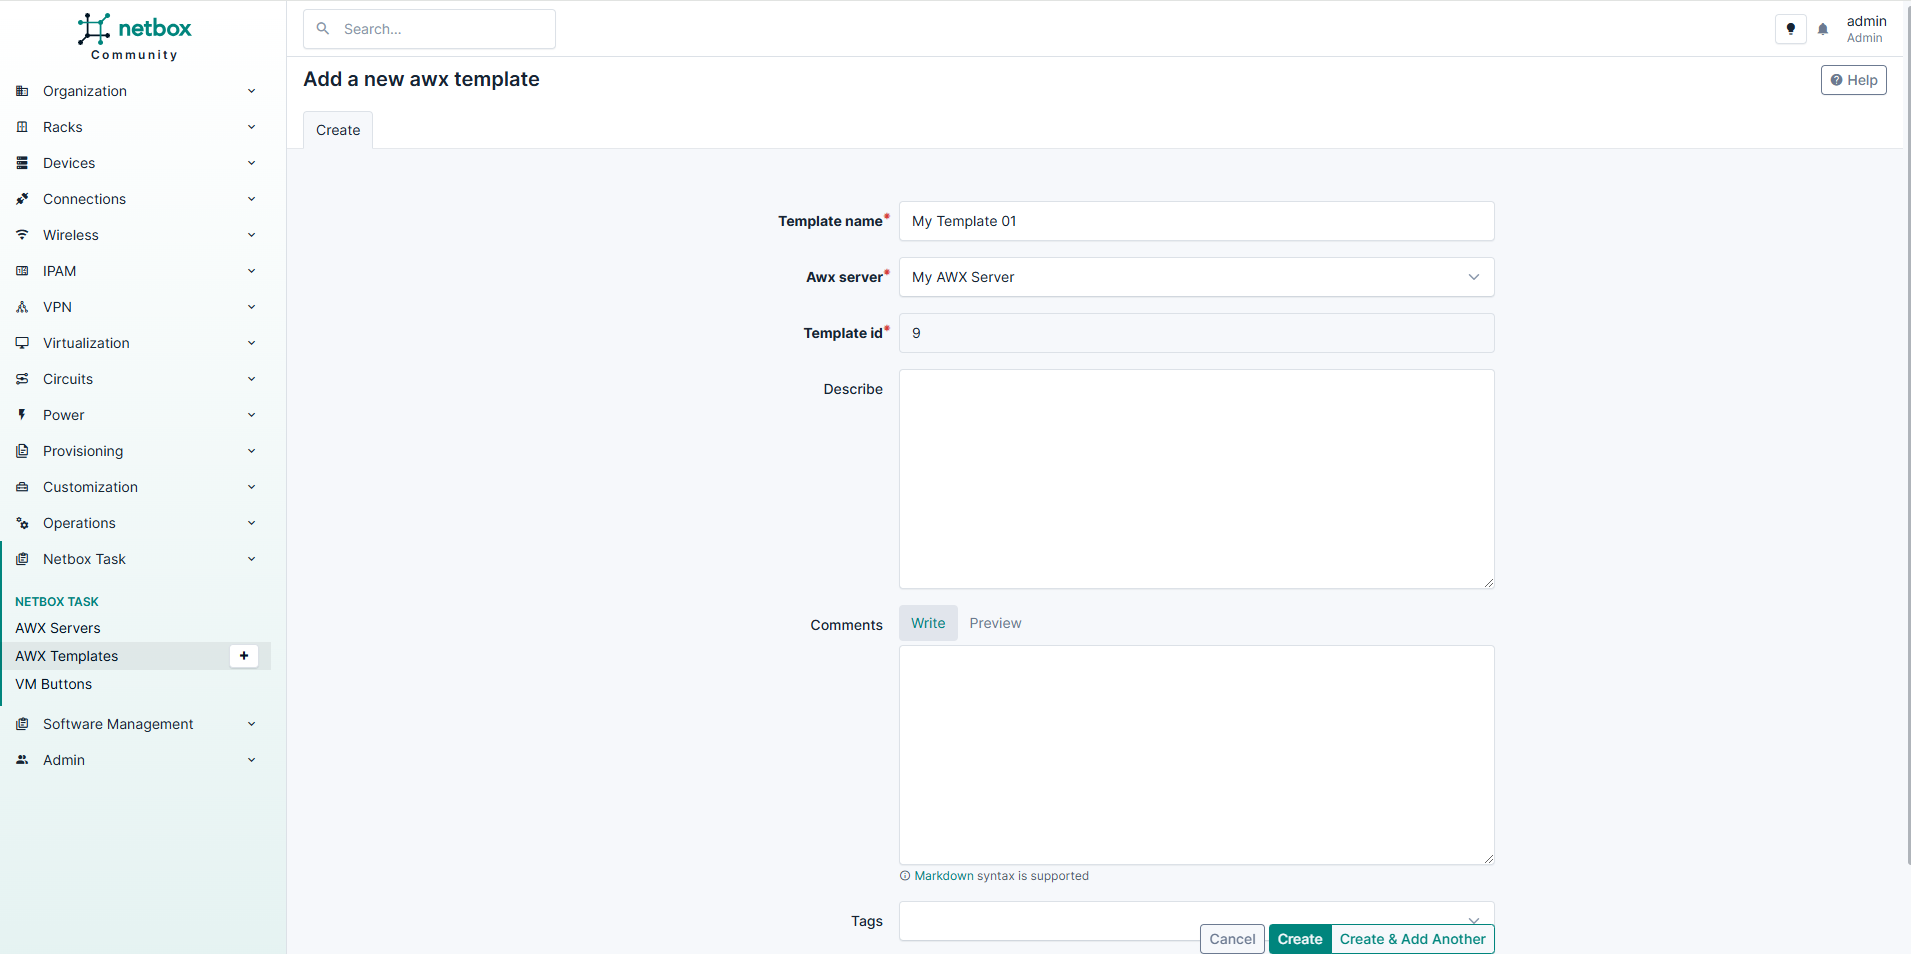 netbox
Community
Search...
admin
Admin
Add a new awx template
Help
Create
Organization
Racks
Devices
Connections
Wireless
IPAM
VPN
Virtualization
Circuits
Power
Provisioning
Customization
Operations
Netbox Task
NETBOX TASK
AWX Servers
AWX Templates
VM Buttons
Software Management
Admin
Template name
My Template 01
Awx server
My AWX Server
Template id
9
Describe
Comments
Write Preview
Markdown syntax is supported
Tags
Cancel Create Create & Add Another